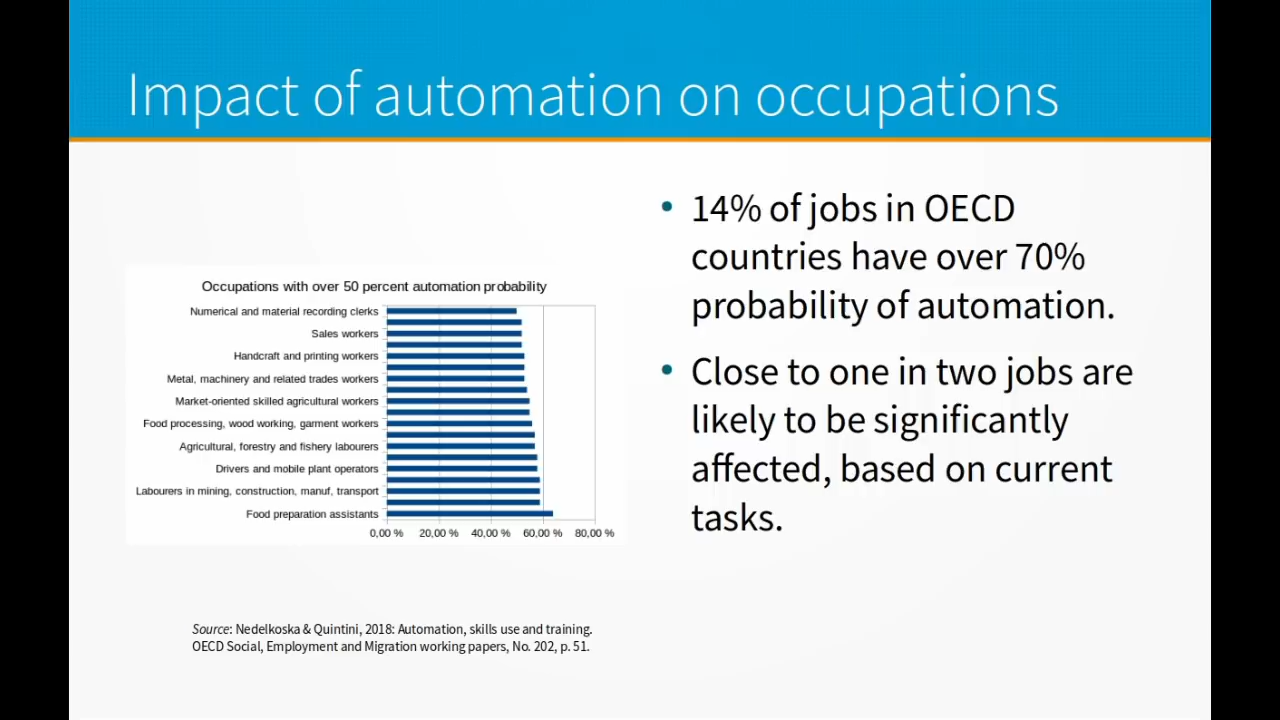 Impact of automation on occupations
Occupations with over 50 percent automation probability
Numerical and material recording clerks
Sales workers
Handcraft and printing workers
Metal, machinery and related trades workers
Market-oriented skilled agricultural workers
Food processing, wood working, garment workers
Agricultural, forestry and fishery labourers
Drivers and mobile plant operators
Labourers in mining, construction, manuf, transport
Food preparation assistants
0,00 % 20,00 % 40,00 % 60,00 % 80,00 %
• 14% of jobs in OECD
countries have over 70%
probability of automation.
• Close to one in two jobs are
likely to be significantly
affected, based on current
tasks.
Source: Nedelkoska & Quintini, 2018: Automation, skills use and training.
OECD Social, Employment and Migration working papers, No. 202, p. 51.